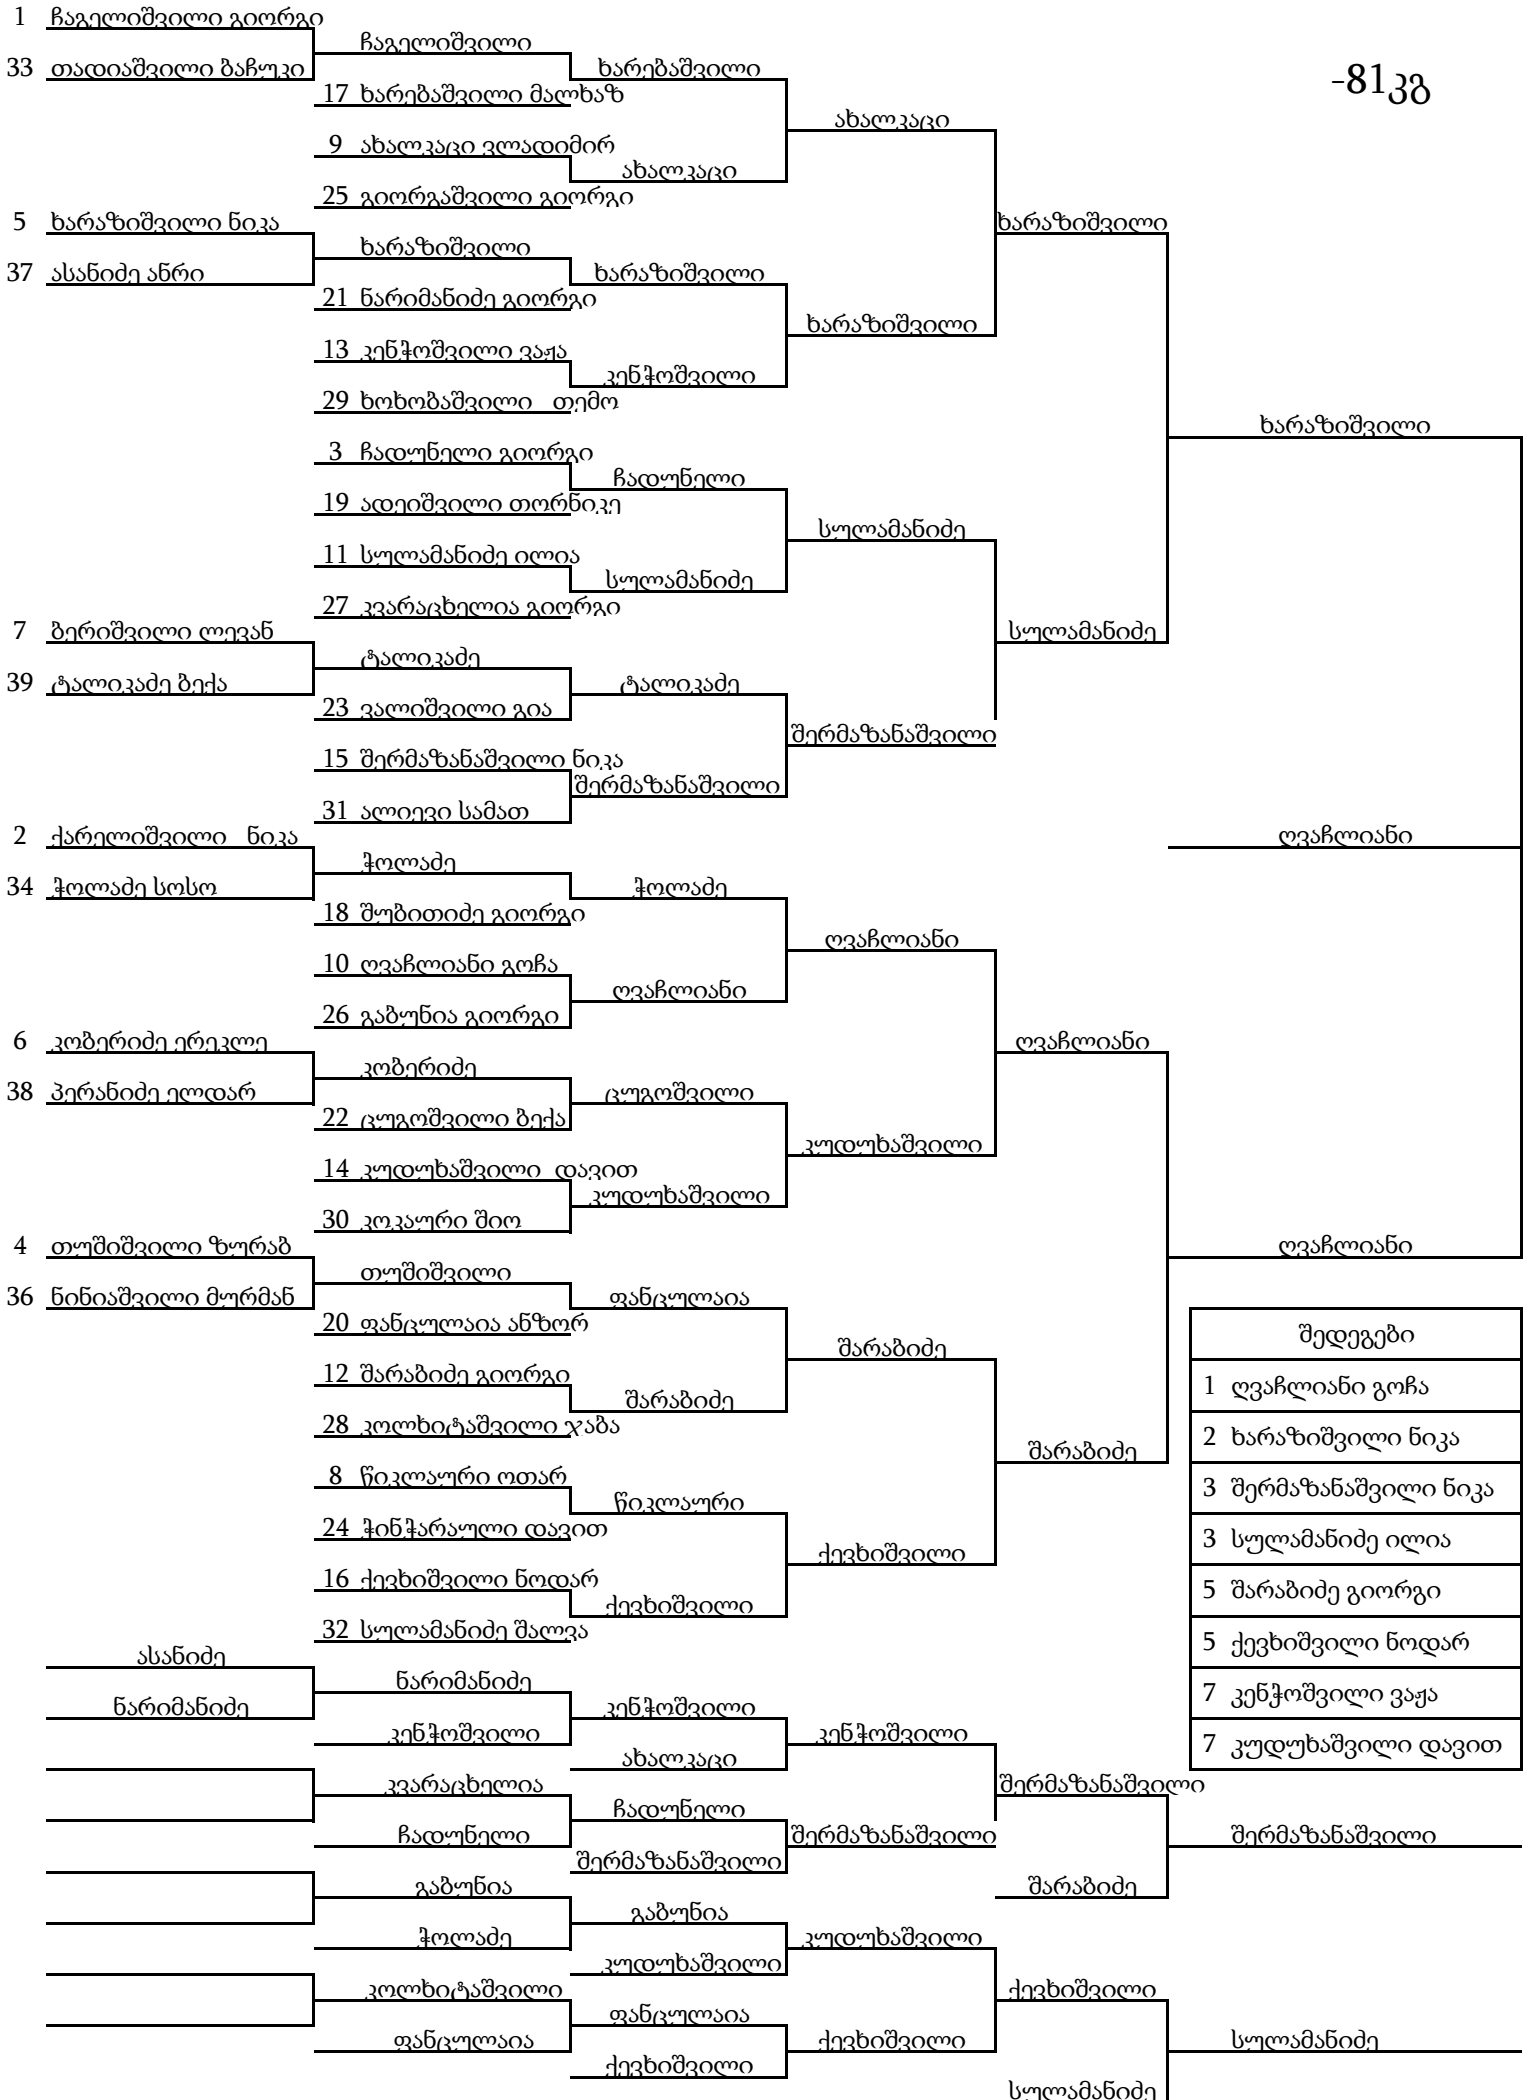 1 ჩაგელიშვილი გიორგი
ჩაგელიშვილი
33 თადიაშვილი ბაჩუკი
ხარებაშვილი
-81კგ
17 ხარებაშვილი მალხაზ
ახალკაცი
9 ახალკაცი ვლადიმირ
ახალკაცი
25 გიორგაშვილი გიორგი
5 ხარაზიშვილი ნიკა
ხარაზიშვილი
ხარაზიშვილი
37 ასანიძე ანრი
ხარაზიშვილი
21 ნარიმანიძე გიორგი
ხარაზიშვილი
13 კენჭოშვილი ვაჟა
კენჭოშვილი
29 ხოხობაშვილი თემო
ხარაზიშვილი
3 ჩადუნელი გიორგი
ჩადუნელი
19 ადეიშვილი თორნიკე
სულამანიძე
11 სულამანიძე ილია
სულამანიძე
27 კვარაცხელია გიორგი
7 ბერიშვილი ლევან
სულამანიძე
ტალიკაძე
39 ტალიკაძე ბექა
ტალიკაძე
23 ვალიშვილი გია
შერმაზანაშვილი
15 შერმაზანაშვილი ნიკა
შერმაზანაშვილი
31 ალიევი სამათ
2 ქარელიშვილი ნიკა
ღვაჩლიანი
ჭოლაძე
34 ჭოლაძე სოსო
ჭოლაძე
18 შუბითიძე გიორგი
ღვაჩლიანი
10 ღვაჩლიანი გოჩა
ღვაჩლიანი
26 გაბუნია გიორგი
6 კობერიძე ერეკლე
ღვაჩლიანი
კობერიძე
38 პერანიძე ელდარ
ცუგოშვილი
22 ცუგოშვილი ბექა
კუდუხაშვილი
14 კუდუხაშვილი დავით
კუდუხაშვილი
30 კოკაური შიო
4 თუშიშვილი ზურაბ
ღვაჩლიანი
თუშიშვილი
36 ნინიაშვილი მურმან
ფანცულაია
20 ფანცულაია ანზორ
შედეგები
შარაბიძე
12 შარაბიძე გიორგი
1 ღვაჩლიანი გოჩა
შარაბიძე
28 კოლხიტაშვილი ჯაბა
2 ხარაზიშვილი ნიკა
შარაბიძე
8 წიკლაური ოთარ
3 შერმაზანაშვილი ნიკა
წიკლაური
24 ჭინჭარაული დავით
3 სულამანიძე ილია
ქევხიშვილი
16 ქევხიშვილი ნოდარ
5 შარაბიძე გიორგი
ქევხიშვილი
32 სულამანიძე შალვა
5 ქევხიშვილი ნოდარ
ასანიძე
ნარიმანიძე
7 კენჭოშვილი ვაჟა
ნარიმანიძე
კენჭოშვილი
კენჭოშვილი
კენჭოშვილი
7 კუდუხაშვილი დავით
ახალკაცი
კვარაცხელია
შერმაზანაშვილი
ჩადუნელი
ჩადუნელი
შერმაზანაშვილი
შერმაზანაშვილი
შერმაზანაშვილი
გაბუნია
შარაბიძე
გაბუნია
ჭოლაძე
კუდუხაშვილი
კუდუხაშვილი
კოლხიტაშვილი
ქევხიშვილი
ფანცულაია
ფანცულაია
ქევხიშვილი
სულამანიძე
ქევხიშვილი
სულამანიძე